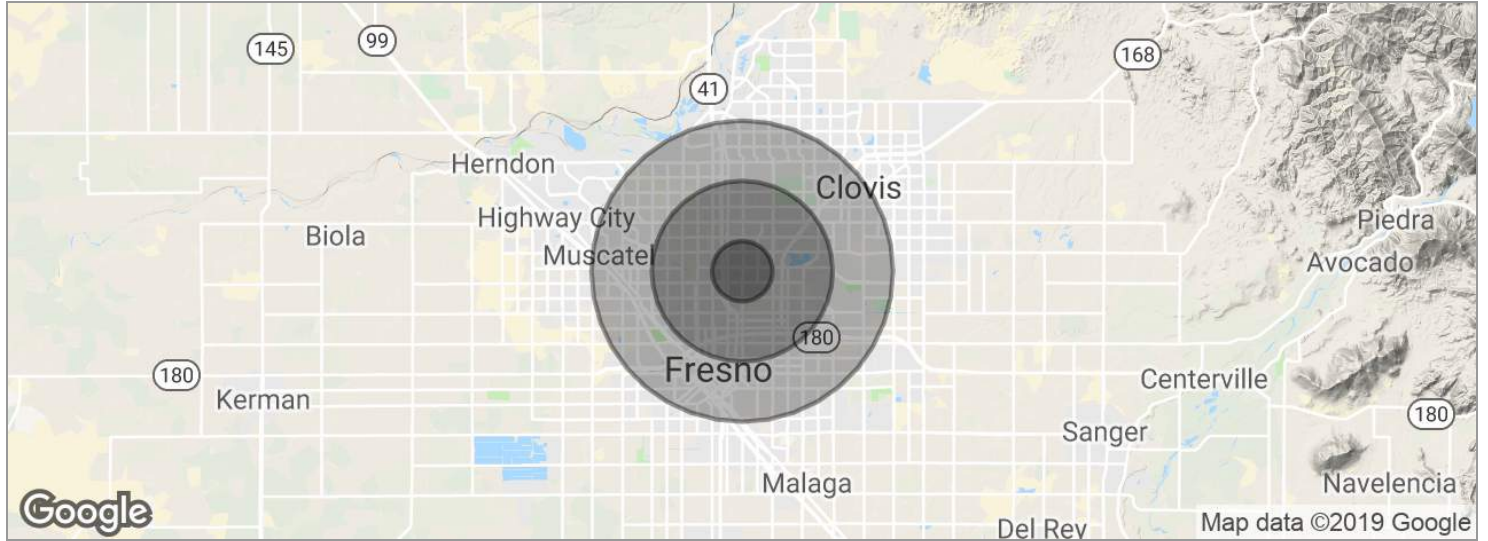 99
145
168
41
Herndon
Clovis
Highway City
Piedra
Biola
Muscatel
Avocado
180
Fresno
180
Centerville
Kerman
180
Sanger
Malaga
Navelencia
Google
Del Rey
Map data ©2019 Google